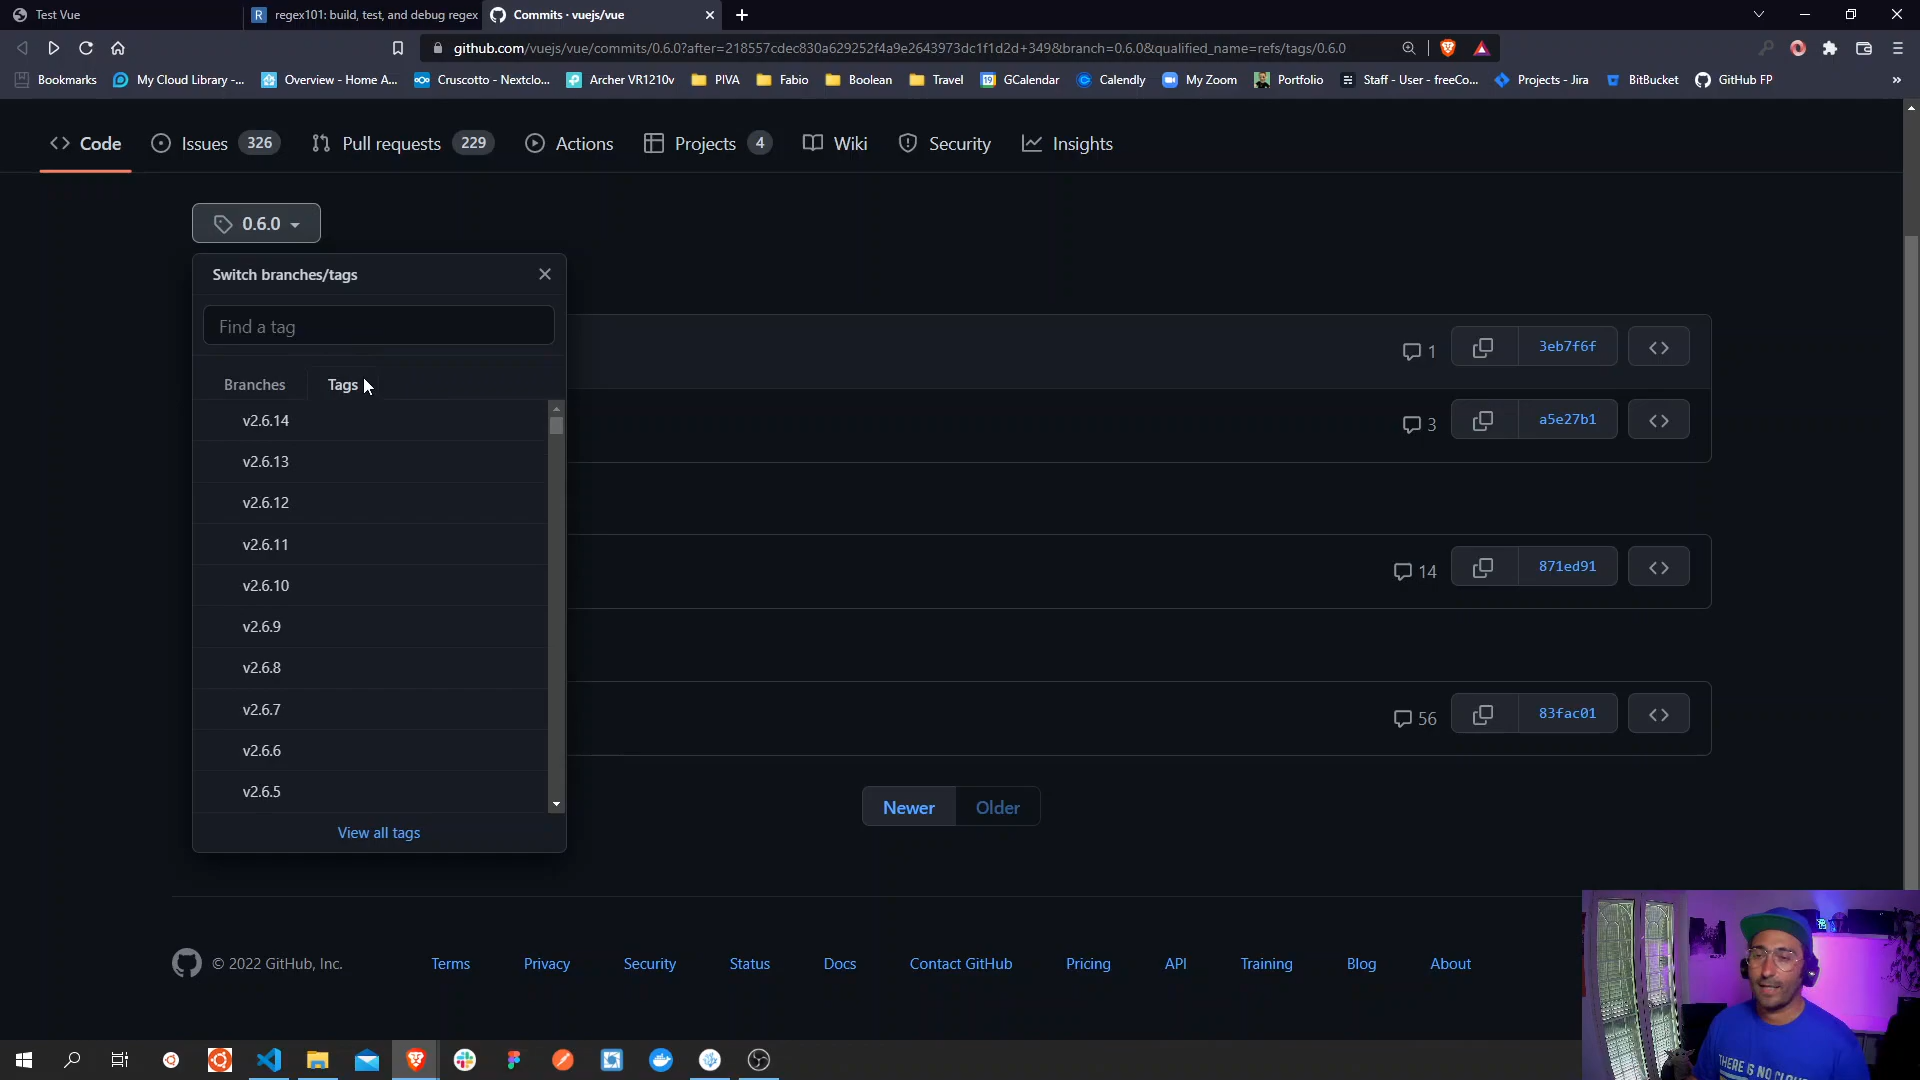 Test Vue
regex101: build, test, and debug regex
Commits · vuejs/vue
github.com/vuejs/vue/commits/0.6.0?after=218557cdec830a629252f4a9e2643973dc1f1d2d+349&branch=0.6.0&qualified_name=refs/tags/0.6.0
Bookmarks My Cloud Library -... Overview - Home A... Cruscotto - Nextclo... Archer VR1210v PIVA Fabio Boolean Travel GCalendar Calendly My Zoom Portfolio Staff - User - freeCo... Projects - Jira BitBucket GitHub FP »
Code Issues 326 Pull requests 229 Actions Projects 4 Wiki Security Insights
0.6.0
Switch branches/tags
Find a tag
Branches Tags
v2.6.14
v2.6.13
v2.6.12
v2.6.11
v2.6.10
v2.6.9
v2.6.8
v2.6.7
v2.6.6
v2.6.5
View all tags
1 3eb7f6f
3 a5e27b1
14 871ed91
56 83fac01
Newer Older
© 2022 GitHub, Inc. Terms Privacy Security Status Docs Contact GitHub Pricing API Training Blog About
THERE IS NO CLOUD